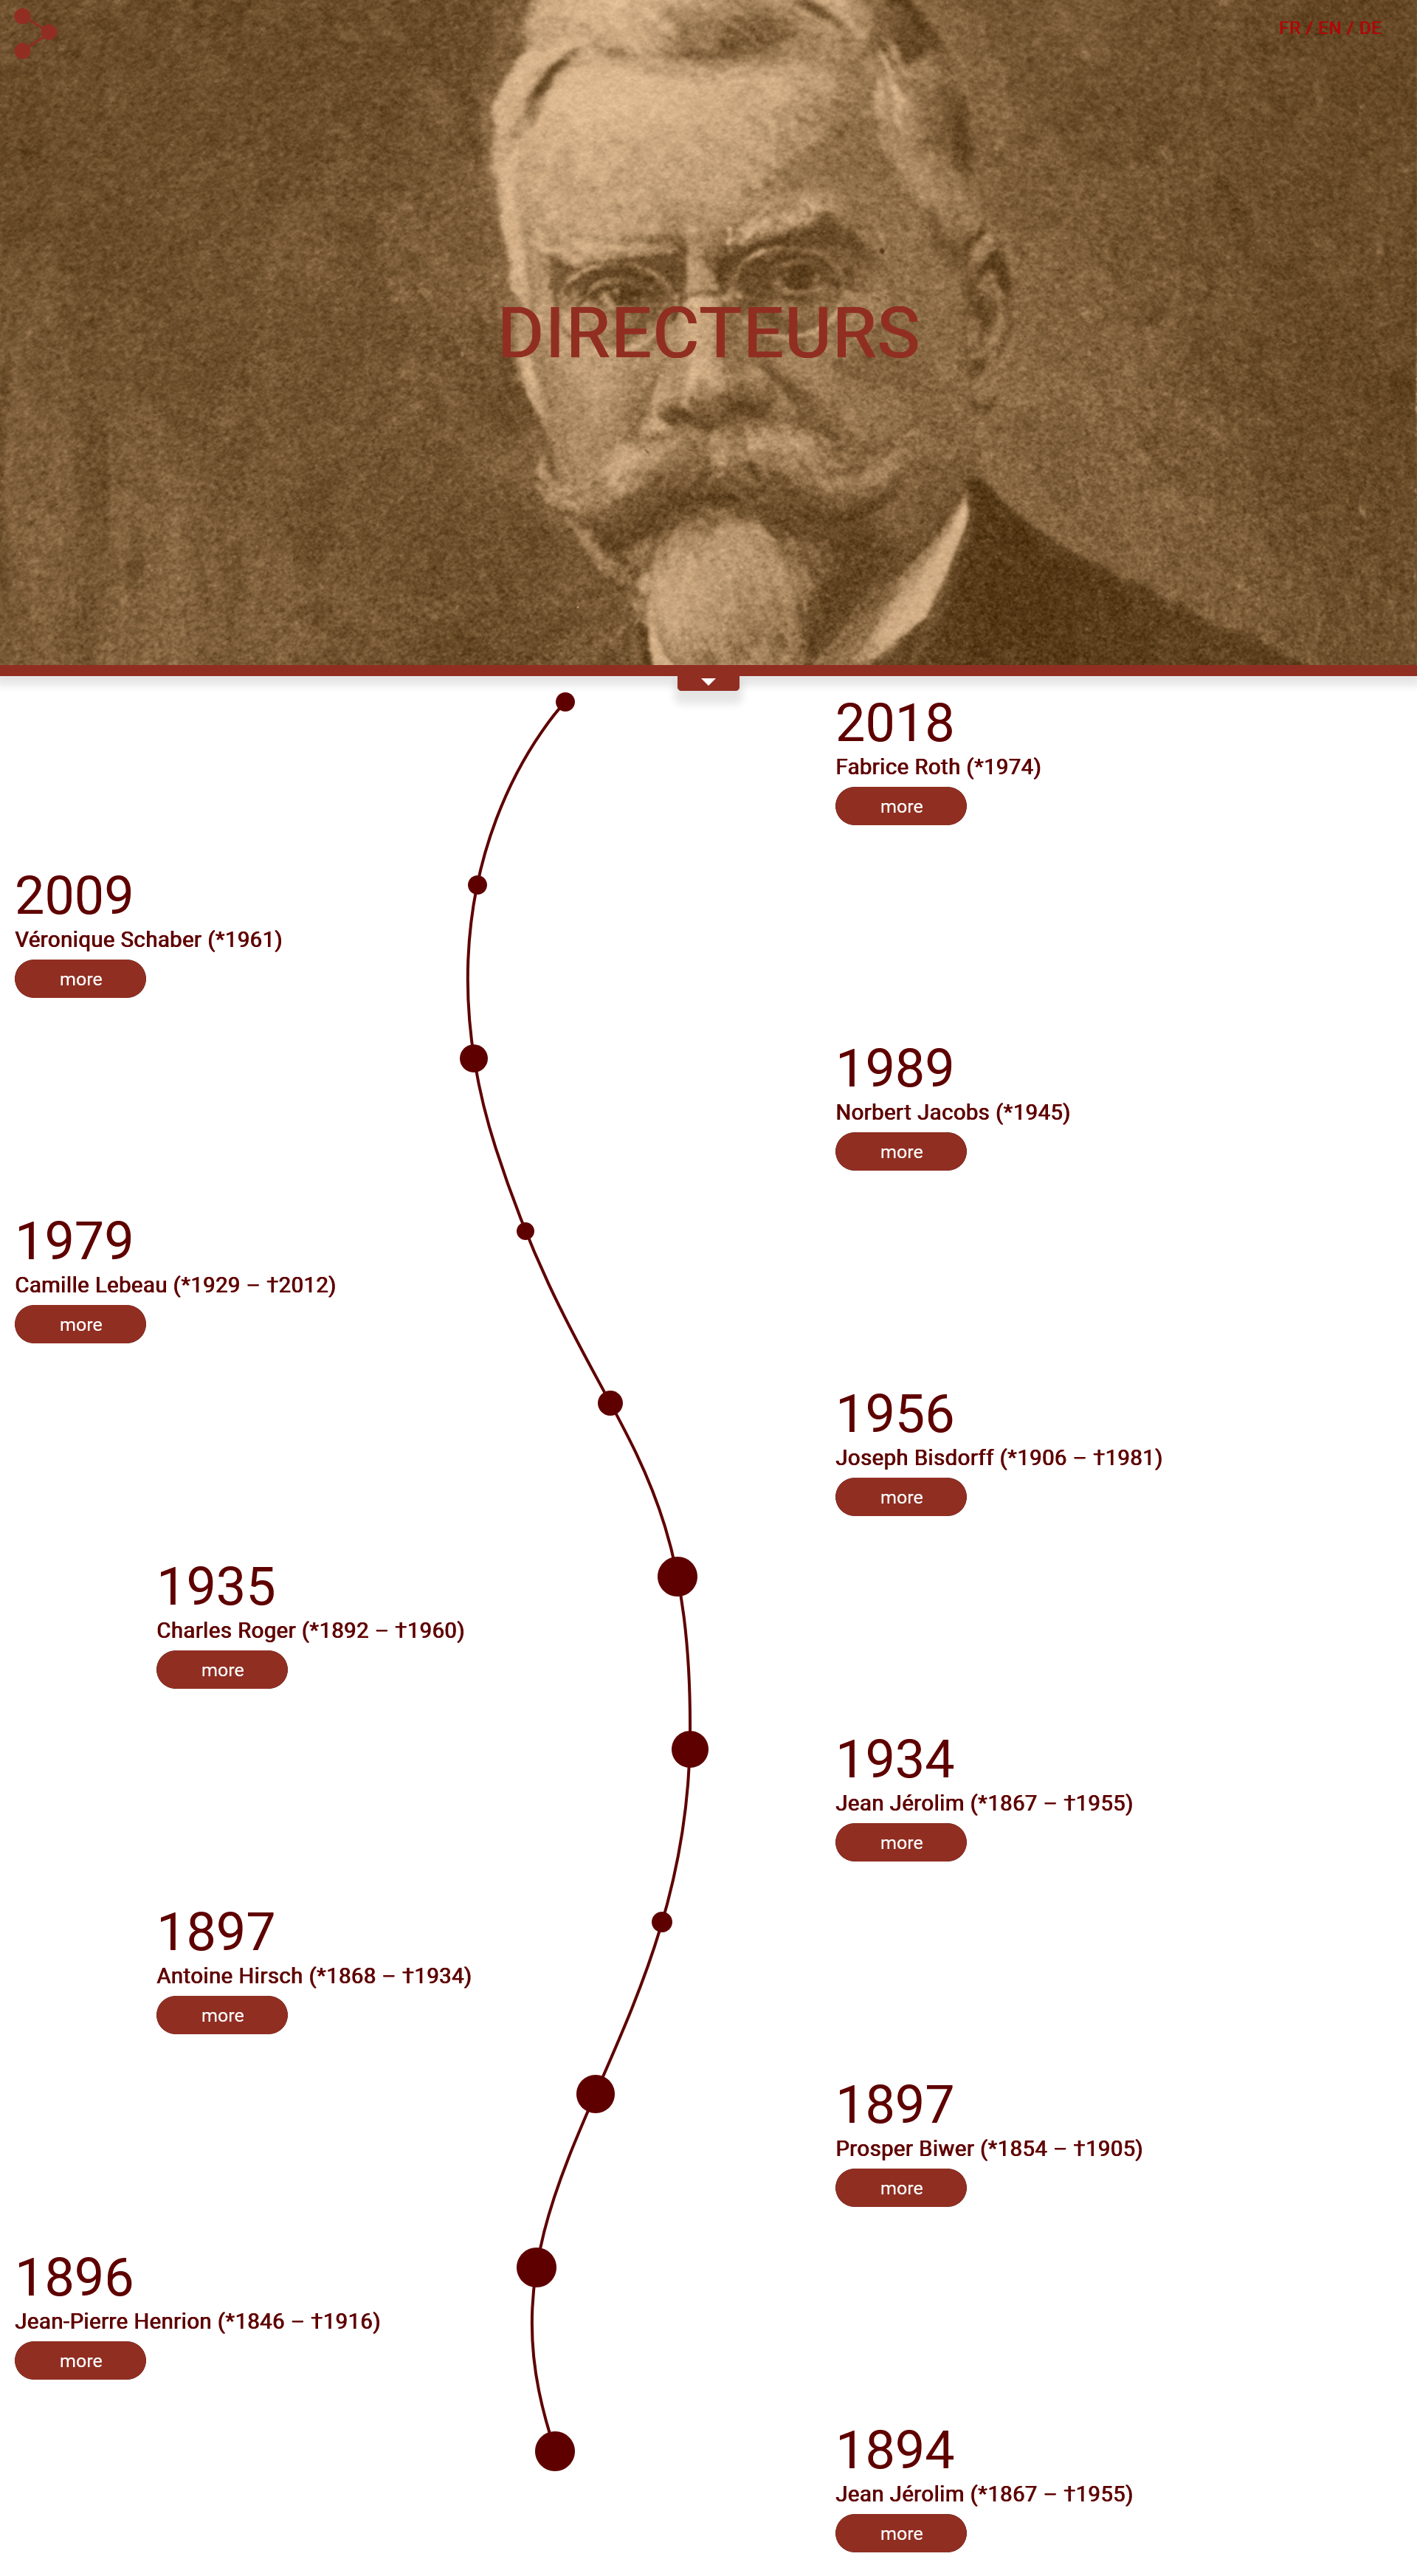 FR / EN / DE
DIRECTEURS
2018
Fabrice Roth (*1974)
more
2009
Véronique Schaber (*1961)
more
1989
Norbert Jacobs (*1945)
more
1979
Camille Lebeau (*1929 – †2012)
more
1956
Joseph Bisdorff (*1906 – †1981)
more
1935
Charles Roger (*1892 – †1960)
more
1934
Jean Jérolim (*1867 – †1955)
more
1897
Antoine Hirsch (*1868 – †1934)
more
1897
Prosper Biwer (*1854 – †1905)
more
1896
Jean-Pierre Henrion (*1846 – †1916)
more
1894
Jean Jérolim (*1867 – †1955)
more